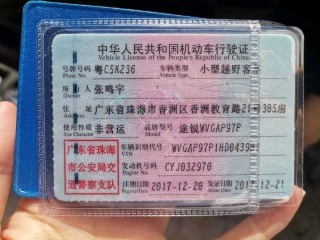 中华人民共和国机动车行驶证
Vehicle License of the People's Republic of China
号牌号码 粤C5K236 车辆类型 小型越野客车
Plate No. Vehicle Type
所有人 张鸣宇
Owner
住址 广东省珠海市香洲区香洲教育路21号305房
Address
使用性质 非营运 品牌型号 途锐WVGAP97P
Use Character Model
广东省珠海 车辆识别代号 WVGAP97P1HD0439
VIN
市公安局交 发动机号码 CYJ032970
Engine No.
通警察支队 注册日期 2017-12-20 发证日期 2017-12-21
Register Date Issue Date